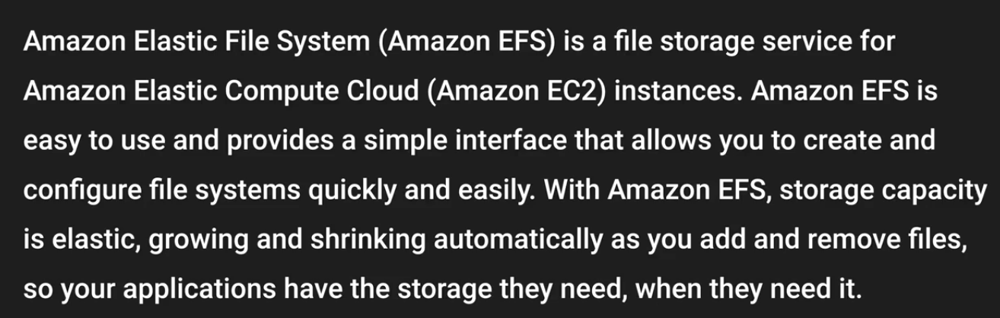 Amazon Elastic File System (Amazon EFS) is a file storage service for
Amazon Elastic Compute Cloud (Amazon EC2) instances. Amazon EFS is
easy to use and provides a simple interface that allows you to create and
configure file systems quickly and easily. With Amazon EFS, storage capacity
is elastic, growing and shrinking automatically as you add and remove files,
so your applications have the storage they need, when they need it.